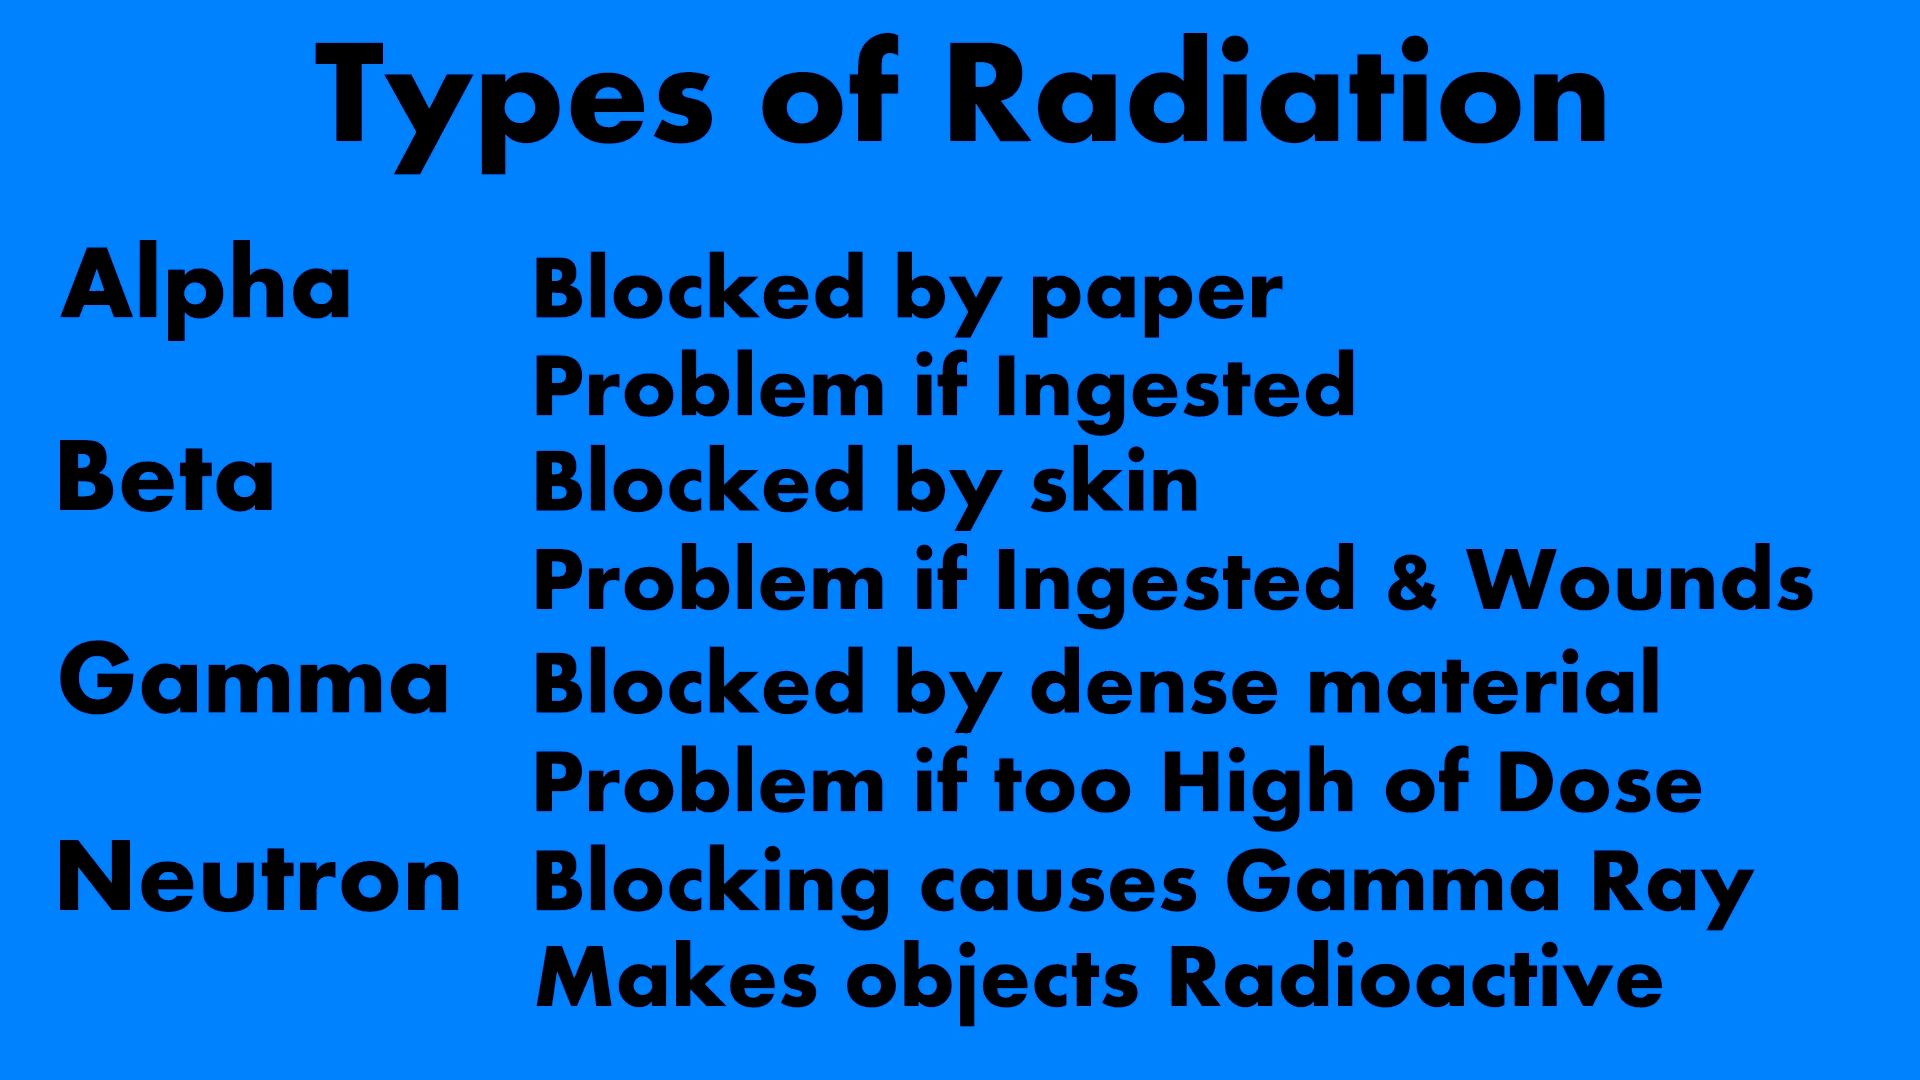 Types of Radiation
Alpha Blocked by paper
Problem if Ingested
Beta Blocked by skin
Problem if Ingested & Wounds
Gamma Blocked by dense material
Problem if too High of Dose
Neutron Blocking causes Gamma Ray
Makes objects Radioactive